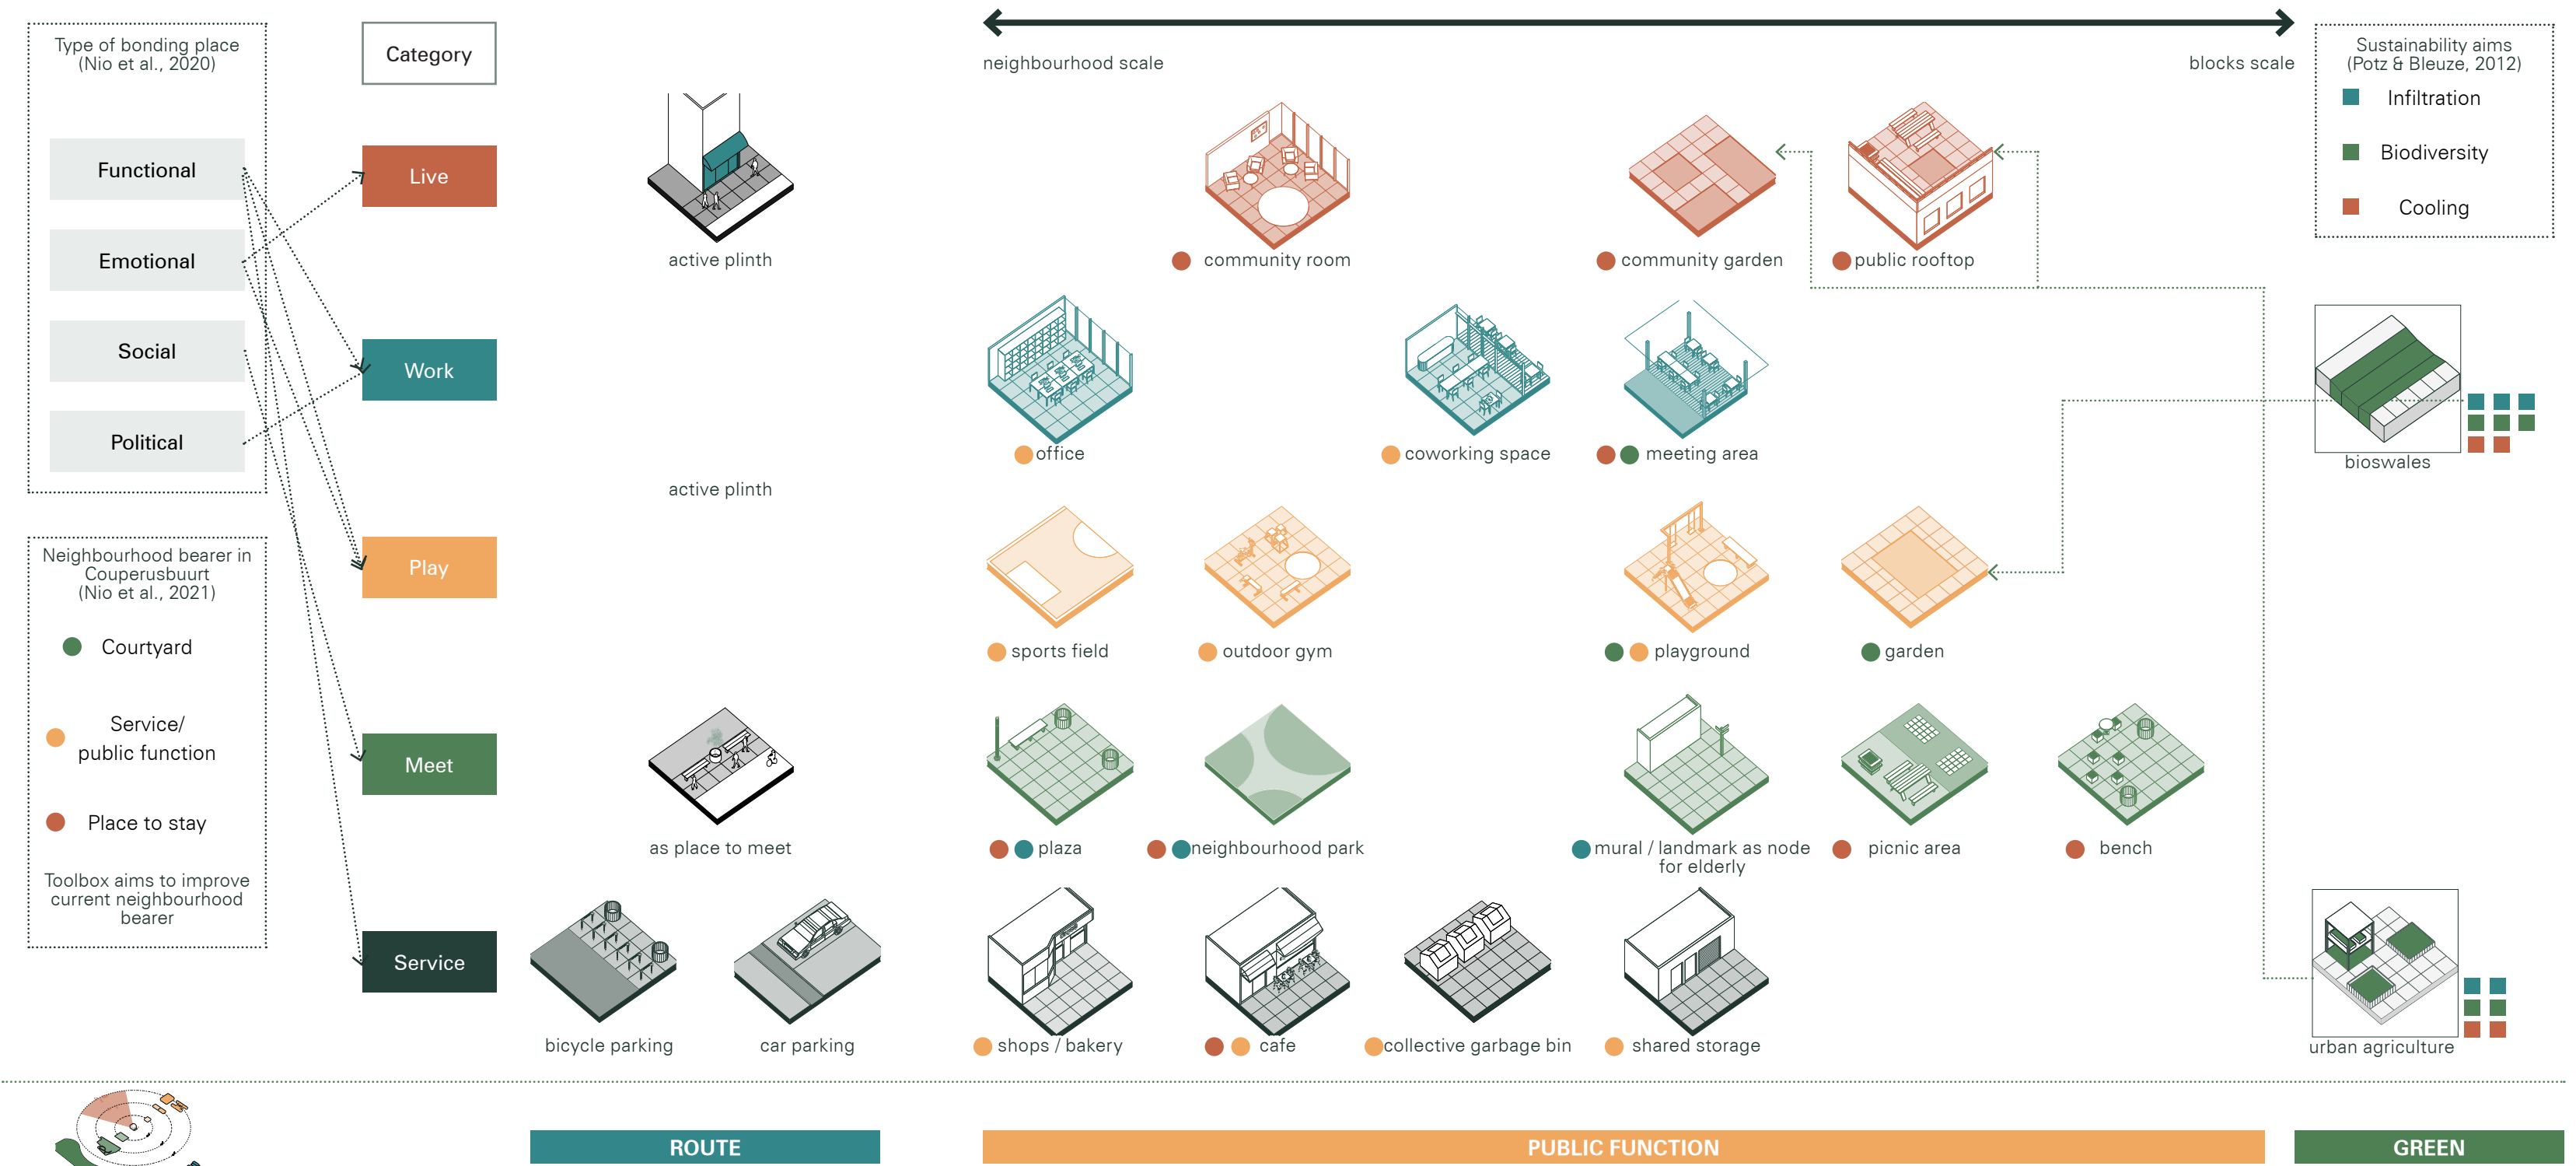 Type of bonding place
(Nio et al., 2020)
Functional
Emotional
Social
Political
Neighbourhood bearer in
Couperusbuurt
(Nio et al., 2021)
Courtyard
Service/
public function
Place to stay
Toolbox aims to improve
current neighbourhood
bearer
Category
Live
Work
Play
Meet
Service
neighbourhood scale
blocks scale
active plinth
community room
community garden
public rooftop
office
coworking space
meeting area
active plinth
sports field
outdoor gym
playground
garden
as place to meet
plaza
neighbourhood park
mural / landmark as node
for elderly
picnic area
bench
bicycle parking
car parking
shops / bakery
cafe
collective garbage bin
shared storage
Sustainability aims
(Potz & Bleuze, 2012)
Infiltration
Biodiversity
Cooling
bioswales
urban agriculture
ROUTE
PUBLIC FUNCTION
GREEN